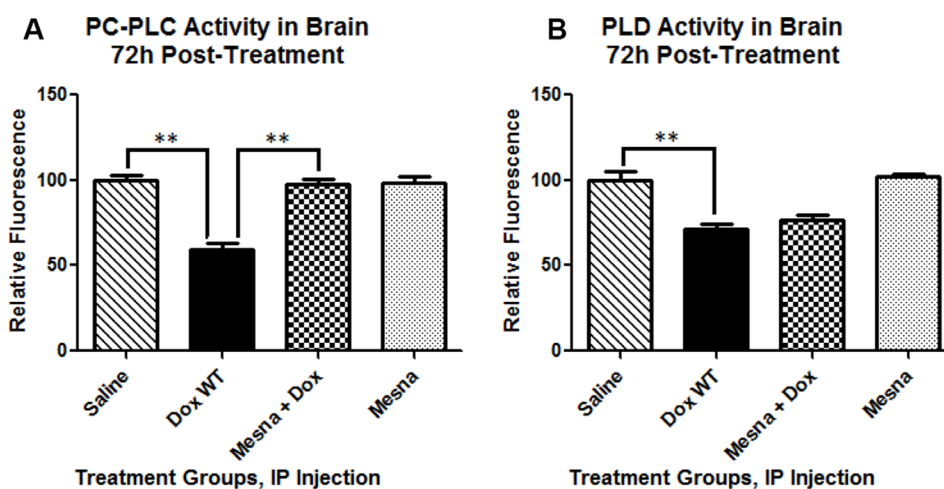 A
PC-PLC Activity in Brain
72h Post-Treatment
Relative Fluorescence
150
100
50
0
**
**
Saline
Dox WT
Mesna + Dox
Mesna
Treatment Groups, IP Injection
B
PLD Activity in Brain
72h Post-Treatment
Relative Fluorescence
150
100
50
0
**
Saline
Dox WT
Mesna + Dox
Mesna
Treatment Groups, IP Injection